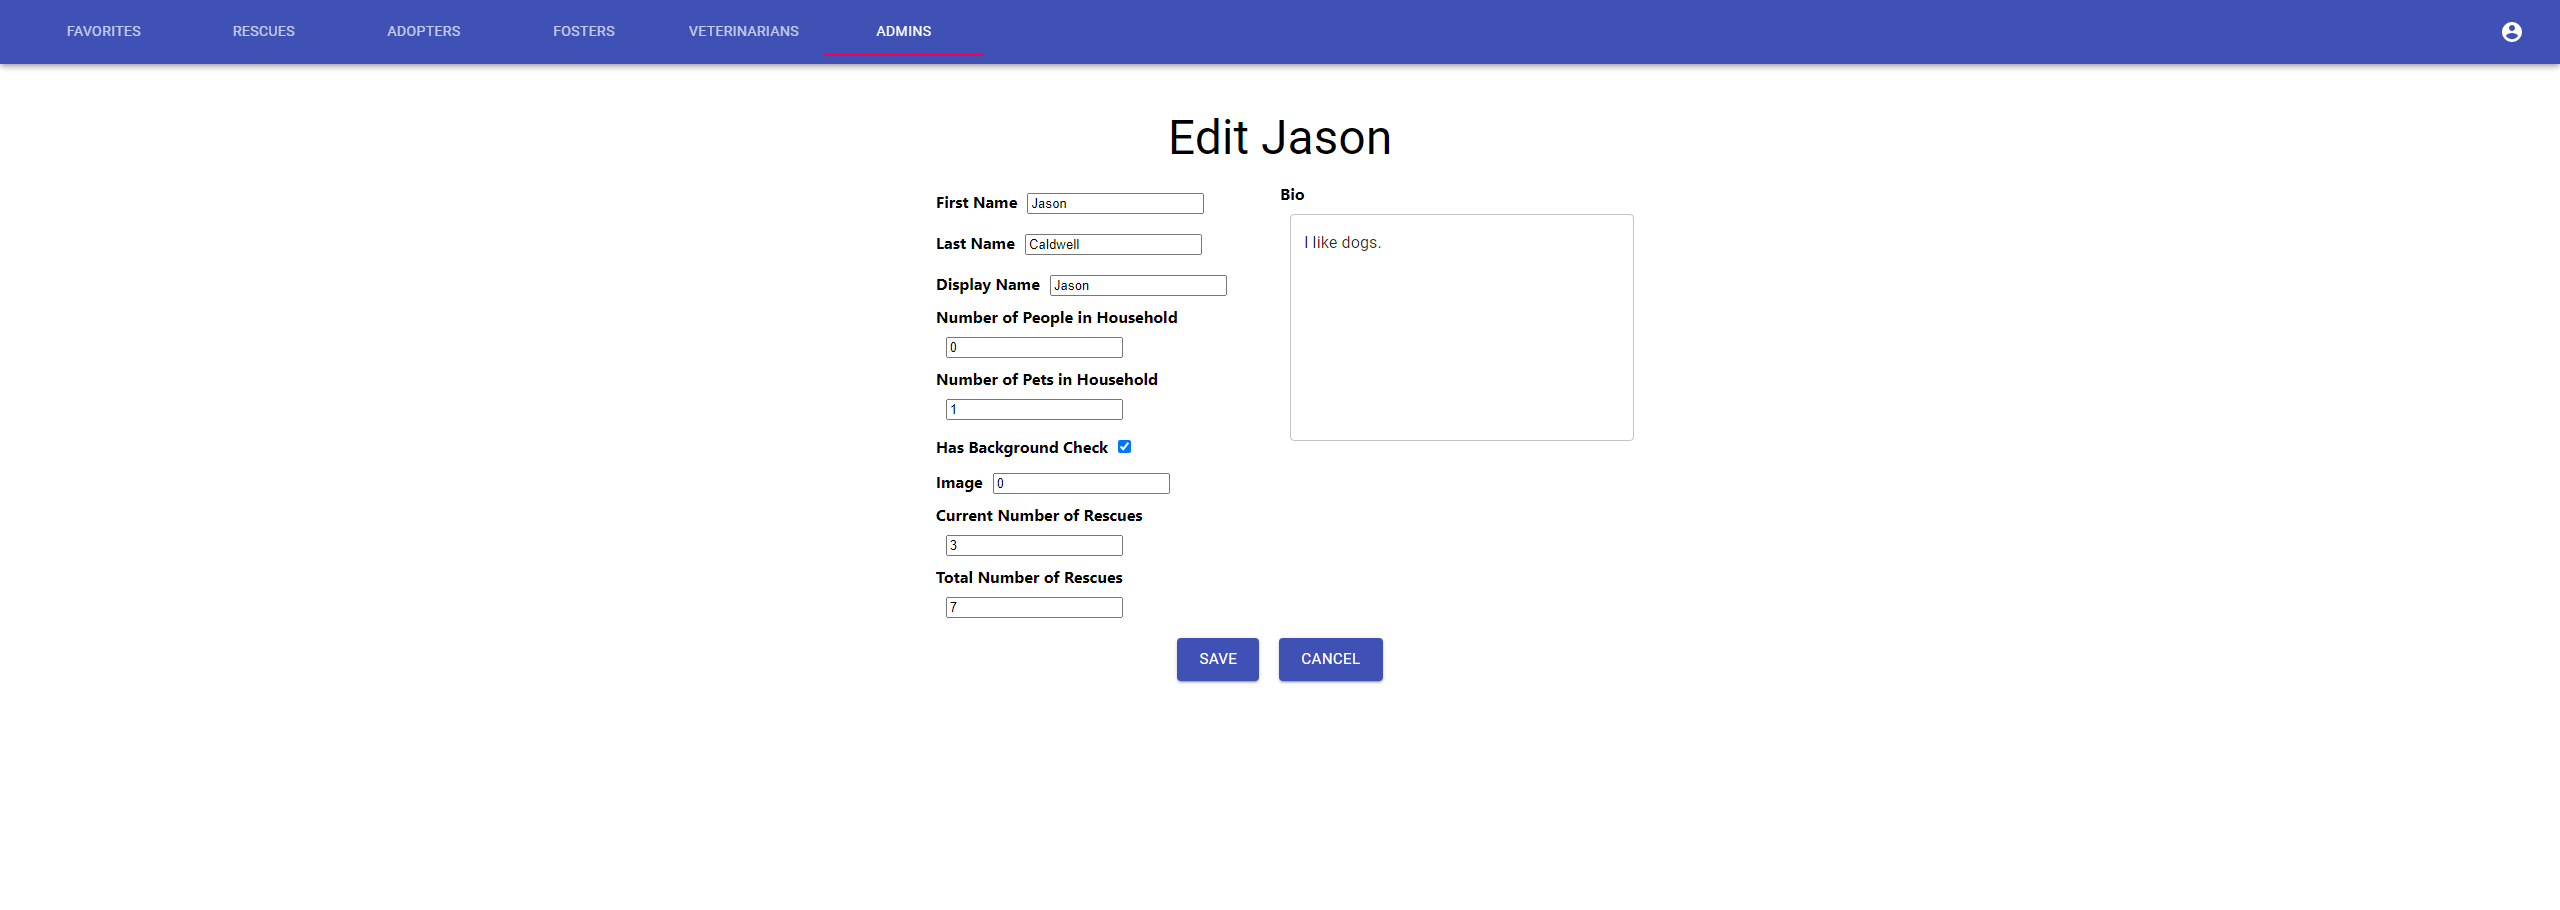 FAVORITES RESCUES ADOPTERS FOSTERS VETERINARIANS ADMINS
Edit Jason
First Name Jason
Last Name Caldwell
Display Name Jason
Number of People in Household
0
Number of Pets in Household
1
Has Background Check
Image 0
Current Number of Rescues
3
Total Number of Rescues
7
Bio
I like dogs.
SAVE CANCEL